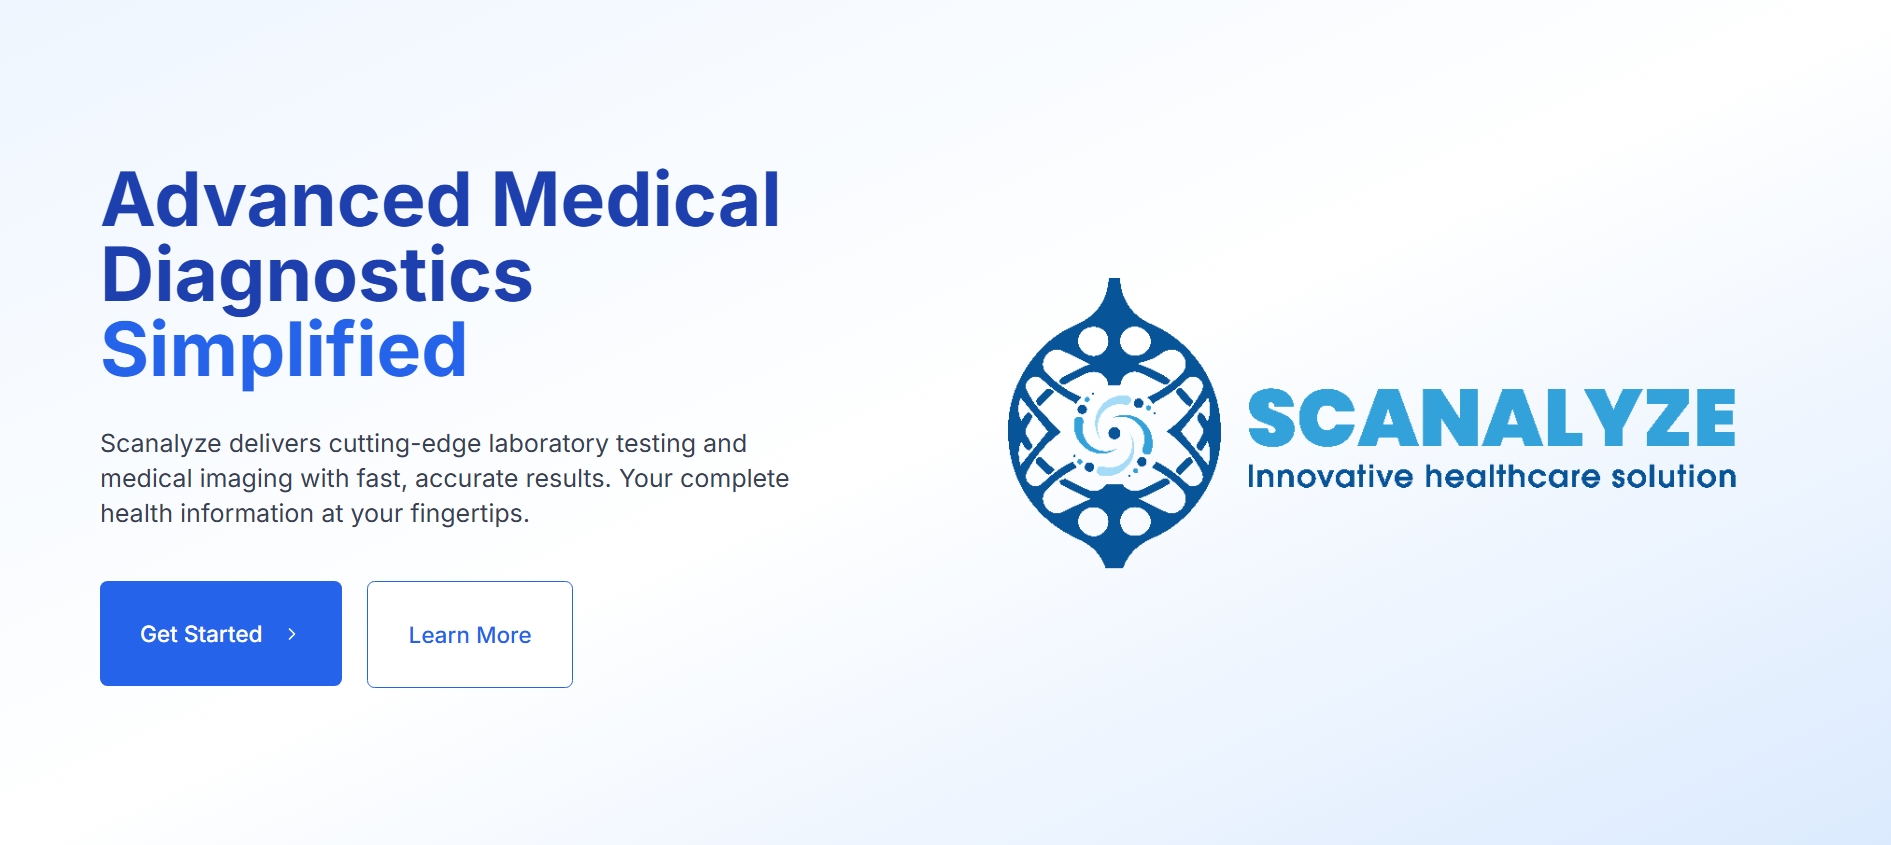 Advanced Medical
Diagnostics
Simplified
Scanalyze delivers cutting-edge laboratory testing and
medical imaging with fast, accurate results. Your complete
health information at your fingertips.
Get Started
Learn More
SCANALYZE
Innovative healthcare solution